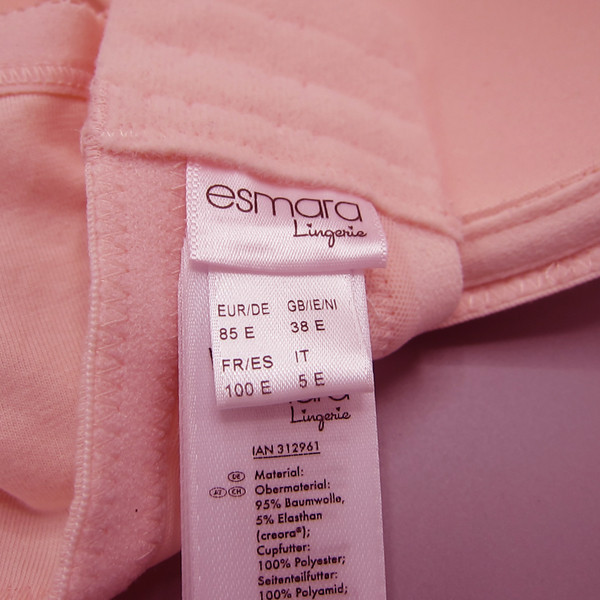 esmara
Lingerie
EUR/DE GB/IE/NI
85 E 38 E
FR/ES IT
100 E 5 E
Lingerie
IAN 312961
DE Material:
AT CH Obermaterial:
95% Baumwolle,
5% Elasthan
(creora®);
Cupfutter:
100% Polyester;
Seitenteilfutter:
100% Polyamid;